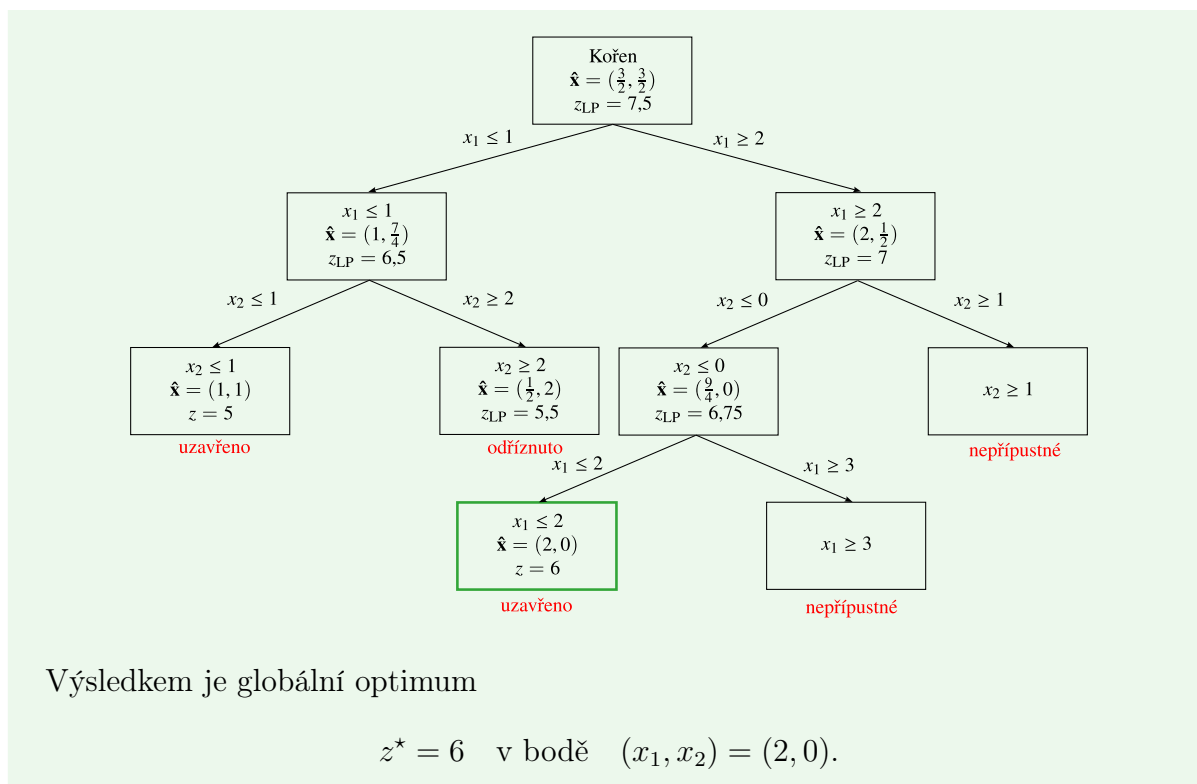 Kořen
x̂ = (3/2, 3/2)
z_LP = 7,5
x₁ ≤ 1
x₁ ≥ 2
x₁ ≤ 1
x̂ = (1, 7/4)
z_LP = 6,5
x₁ ≥ 2
x̂ = (2, 1/2)
z_LP = 7
x₂ ≤ 1
x₂ ≥ 2
x₂ ≤ 0
x₂ ≥ 1
x₂ ≤ 1
x̂ = (1, 1)
z = 5
uzavřeno
x₂ ≥ 2
x̂ = (1/2, 2)
z_LP = 5,5
odříznuto
x₂ ≤ 0
x̂ = (9/4, 0)
z_LP = 6,75
x₂ ≥ 1
nepřípustné
x₁ ≤ 2
x₁ ≥ 3
x₁ ≤ 2
x̂ = (2, 0)
z = 6
uzavřeno
x₁ ≥ 3
nepřípustné
Výsledkem je globální optimum
z⋆ = 6 v bodě (x₁, x₂) = (2, 0).